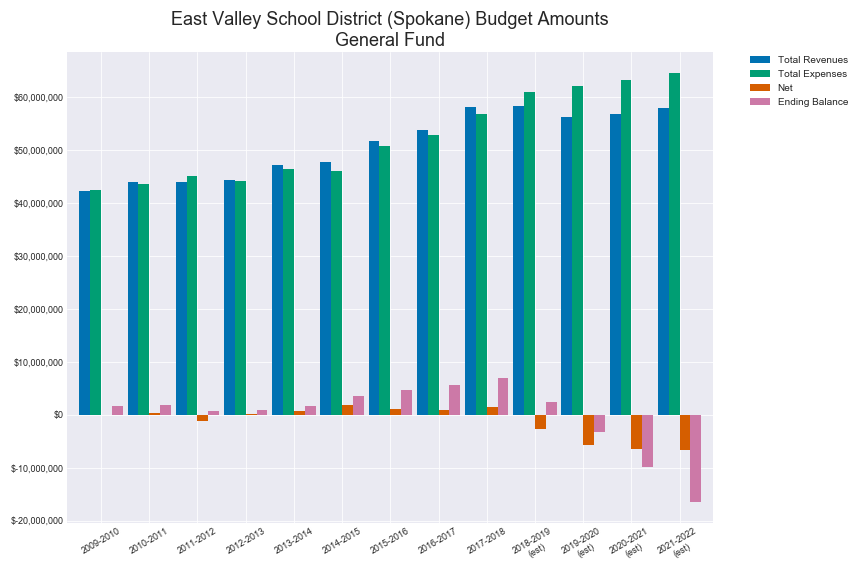 East Valley School District (Spokane) Budget Amounts
General Fund
Total Revenues
Total Expenses
Net
Ending Balance
$60,000,000
$50,000,000
$40,000,000
$30,000,000
$20,000,000
$10,000,000
$0
$-10,000,000
$-20,000,000
2009-2010
2010-2011
2011-2012
2012-2013
2013-2014
2014-2015
2015-2016
2016-2017
2017-2018
2018-2019
(est)
2019-2020
(est)
2020-2021
(est)
2021-2022
(est)